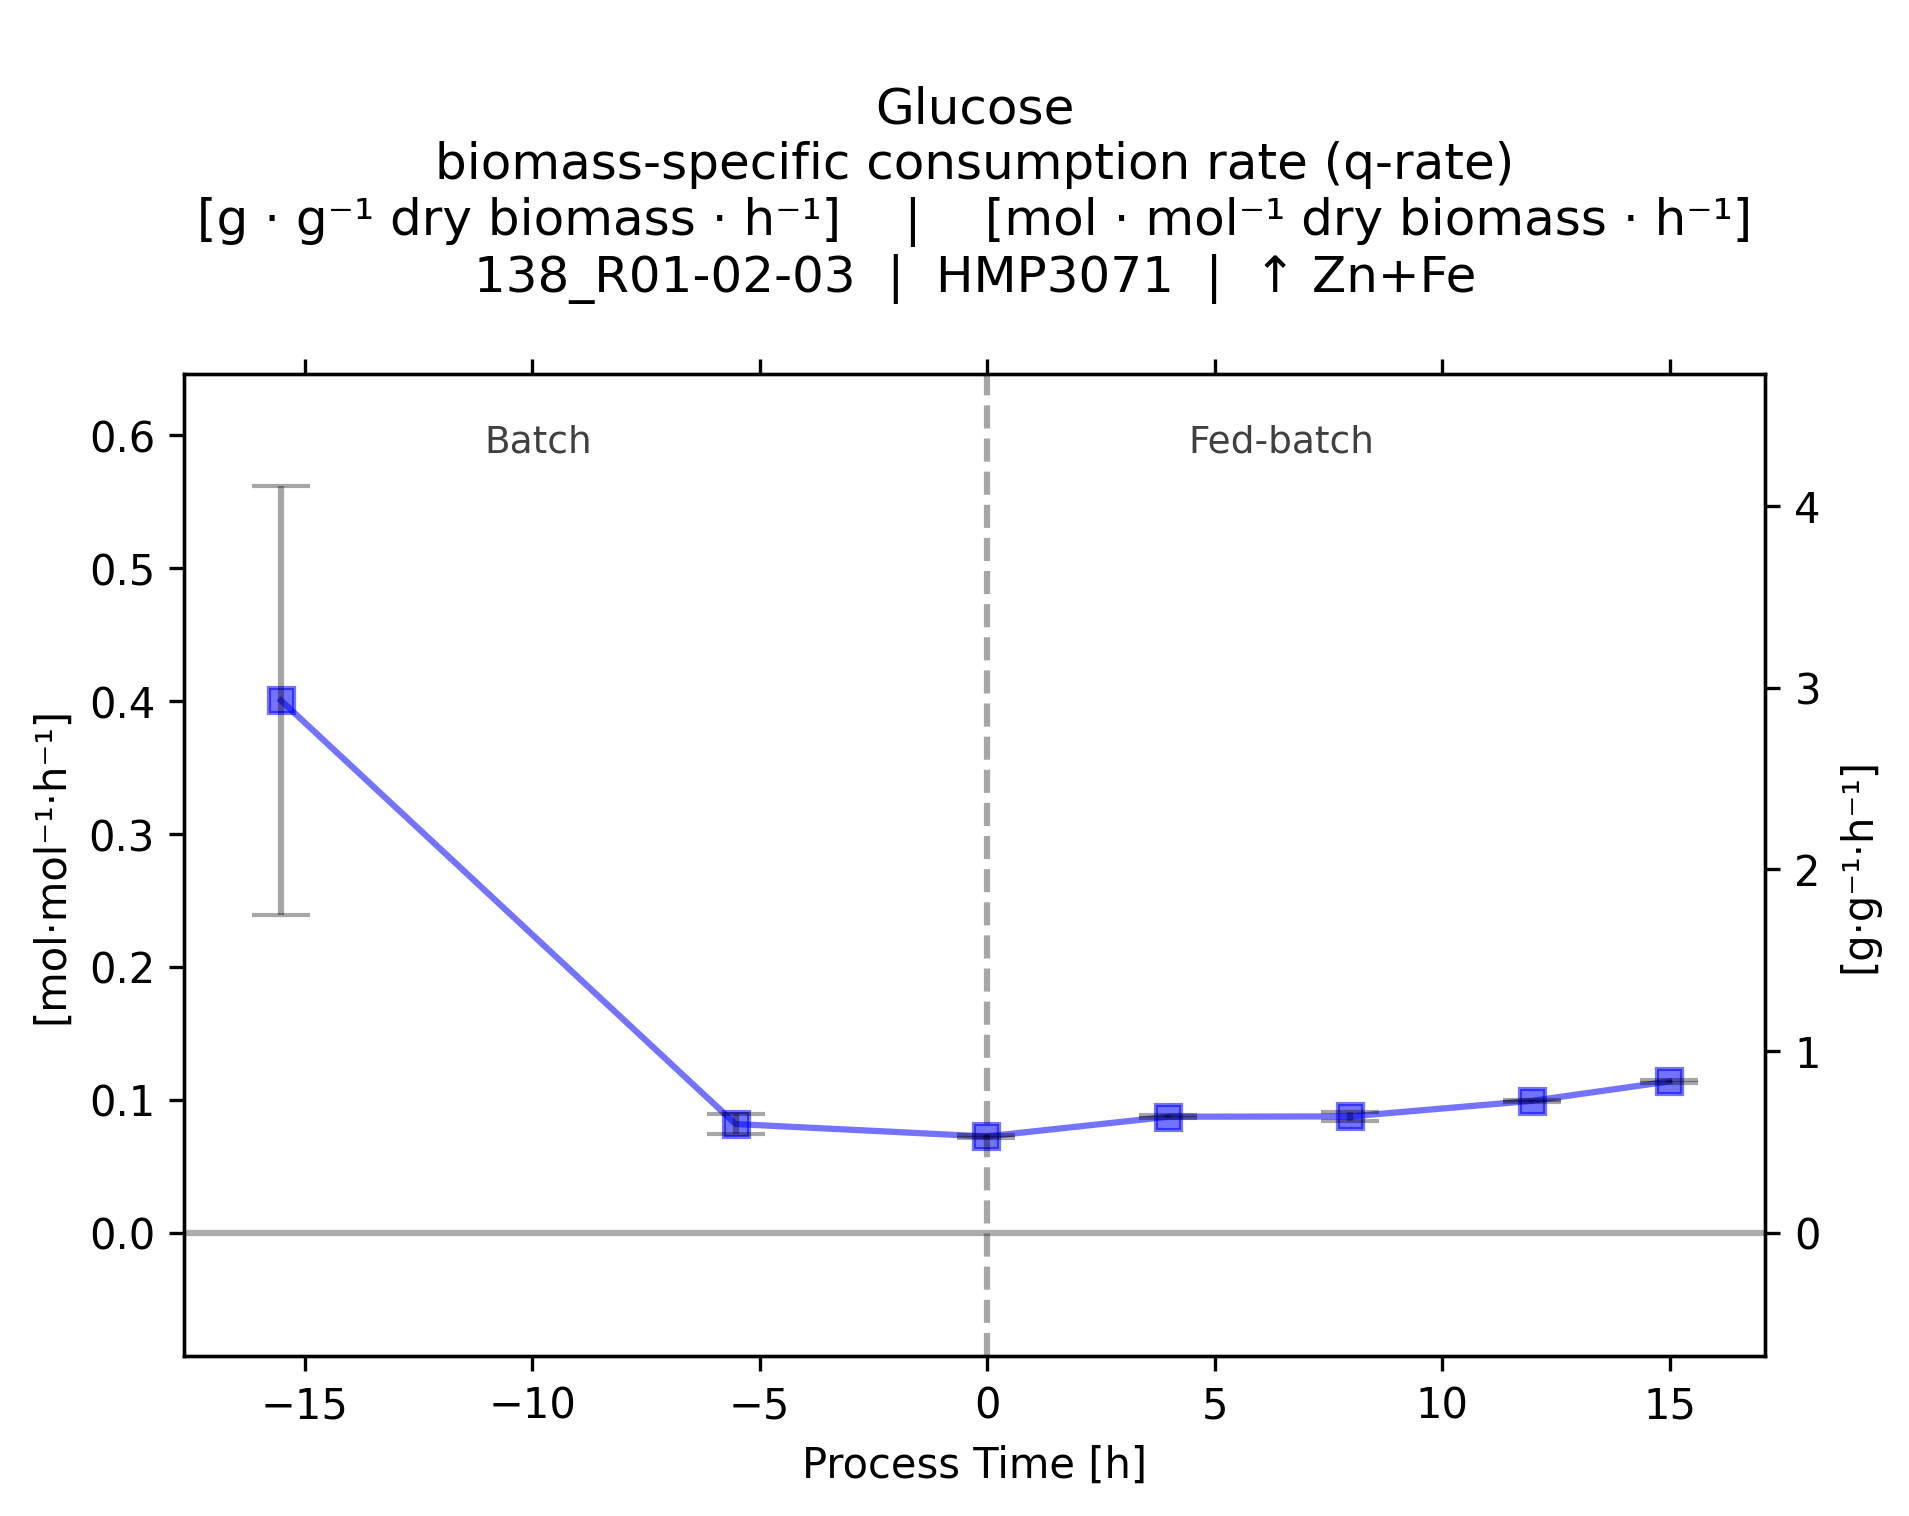 Glucose
biomass-specific consumption rate (q-rate)
[g · g⁻¹ dry biomass · h⁻¹]    |    [mol · mol⁻¹ dry biomass · h⁻¹]
138_R01-02-03  |  HMP3071  |  ↑ Zn+Fe
Batch
Fed-batch
0.6
0.5
0.4
0.3
0.2
0.1
0.0
[mol·mol⁻¹·h⁻¹]
4
3
2
1
0
[g·g⁻¹·h⁻¹]
−15
−10
−5
0
5
10
15
Process Time [h]